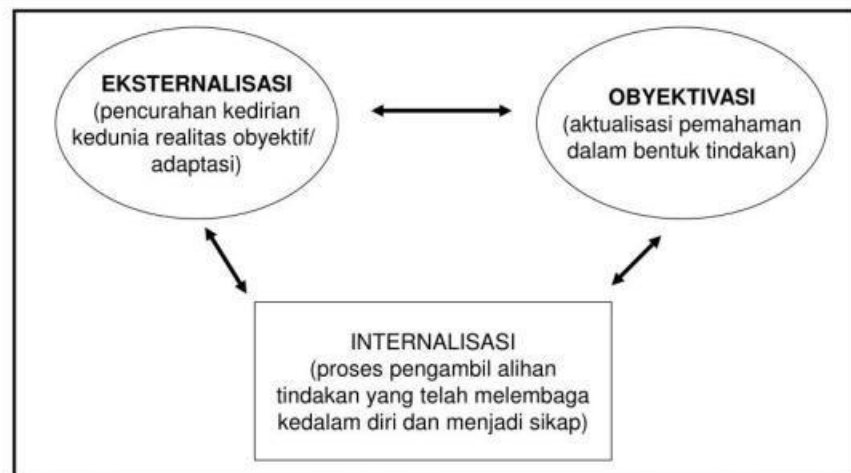 EKSTERNALISASI
(pencurahan kedirian
kedunia realitas obyektif/
adaptasi)
OBYEKTIVASI
(aktualisasi pemahaman
dalam bentuk tindakan)
INTERNALISASI
(proses pengambil alihan
tindakan yang telah melembaga
kedalam diri dan menjadi sikap)